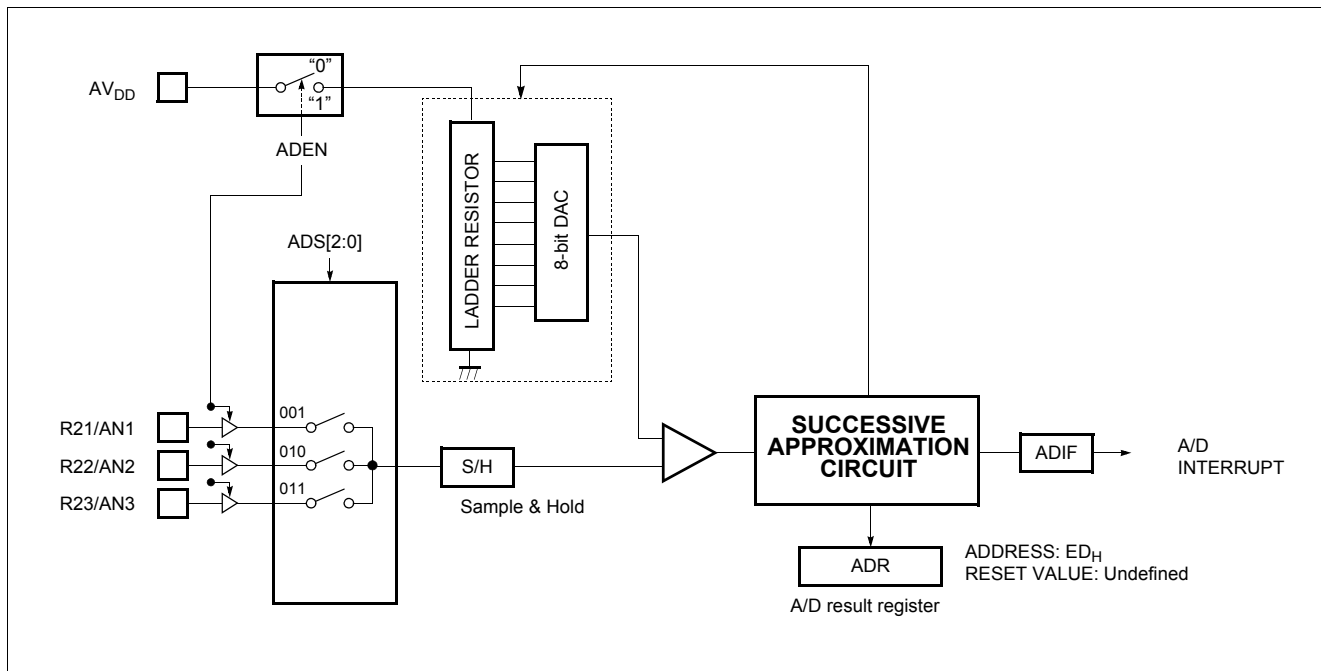 AVDD
“0”
“1”
ADEN
ADS[2:0]
LADDER RESISTOR
8-bit DAC
R21/AN1
R22/AN2
R23/AN3
001
010
011
S/H
Sample & Hold
SUCCESSIVE
APPROXIMATION
CIRCUIT
ADIF
A/D
INTERRUPT
ADR
A/D result register
ADDRESS: EDH
RESET VALUE: Undefined